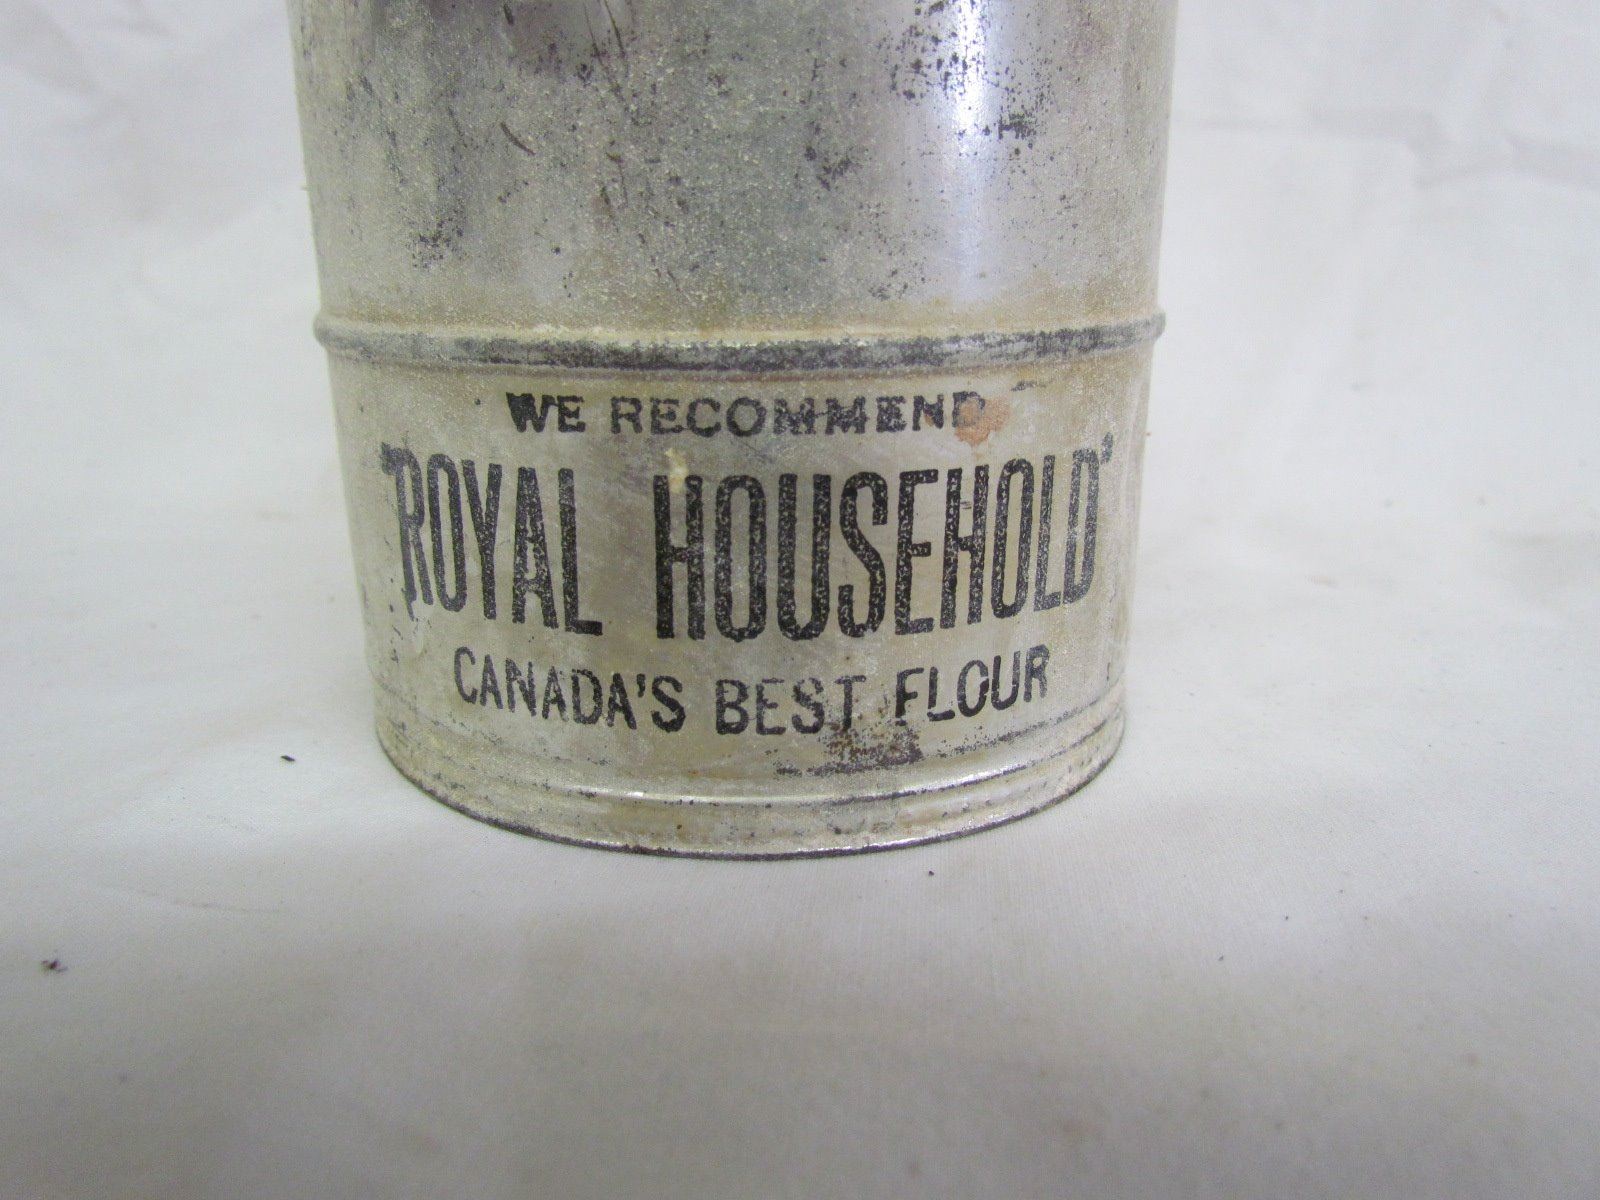 WE RECOMMEND
"ROYAL HOUSEHOLD"
CANADA'S BEST FLOUR